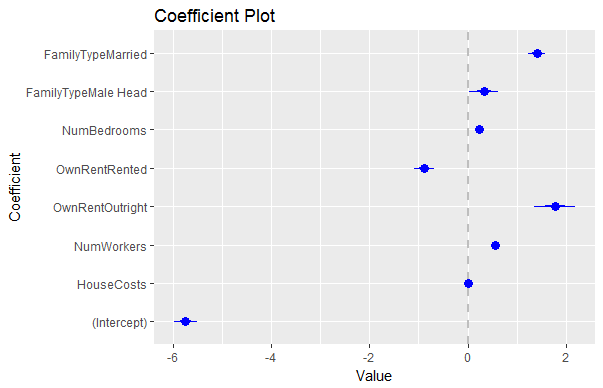 Coefficient Plot
Coefficient
FamilyTypeMarried
FamilyTypeMale Head
NumBedrooms
OwnRentRented
OwnRentOutright
NumWorkers
HouseCosts
(Intercept)
-6 -4 -2 0 2
Value